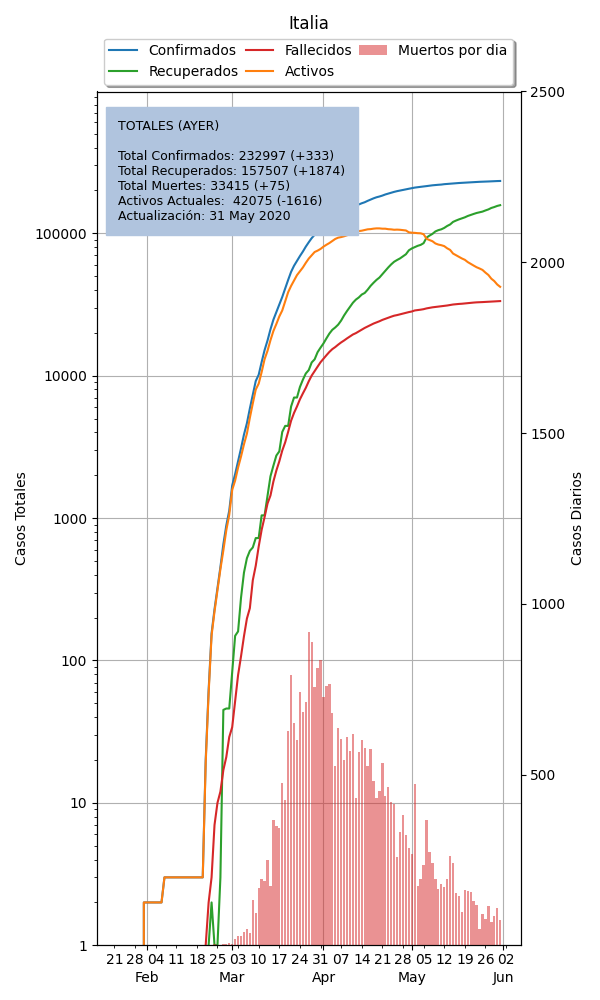 Italia
Confirmados
Recuperados
Fallecidos
Activos
Muertos por dia
TOTALES (AYER)
Total Confirmados: 232997 (+333)
Total Recuperados: 157507 (+1874)
Total Muertes: 33415 (+75)
Activos Actuales:  42075 (-1616)
Actualización: 31 May 2020
Casos Totales
100000
10000
1000
100
10
1
2500
2000
1500
1000
500
Casos Diarios
21 28 04 11 18 25 03 10 17 24 31 07 14 21 28 05 12 19 26 02
Feb Mar Apr May Jun